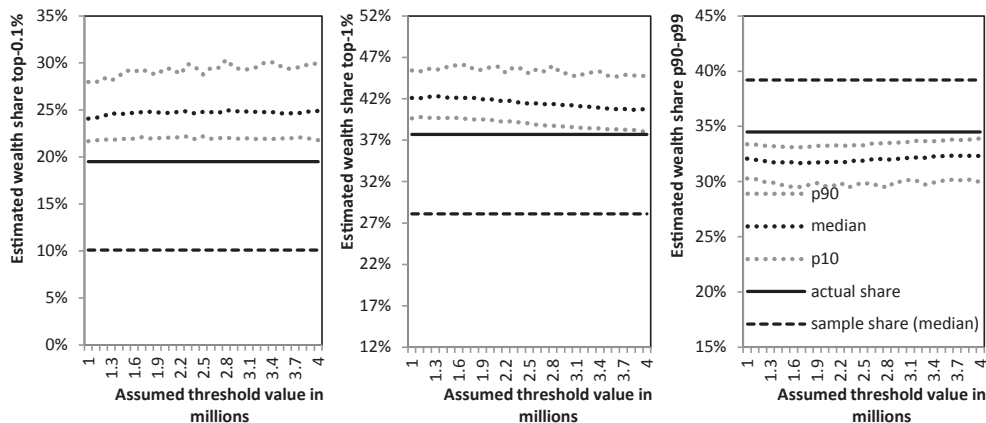 Estimated wealth share top-0.1%
35%
30%
25%
20%
15%
10%
5%
0%
1 1.3 1.6 1.9 2.2 2.5 2.8 3.1 3.4 3.7 4
Assumed threshold value in
millions
Estimated wealth share top-1%
52%
47%
42%
37%
32%
27%
22%
17%
12%
1 1.3 1.6 1.9 2.2 2.5 2.8 3.1 3.4 3.7 4
Assumed threshold value in
millions
Estimated wealth share p90-p99
45%
40%
35%
30%
25%
20%
15%
p90
median
p10
actual share
sample share (median)
1 1.3 1.6 1.9 2.2 2.5 2.8 3.1 3.4 3.7 4
Assumed threshold value in
millions